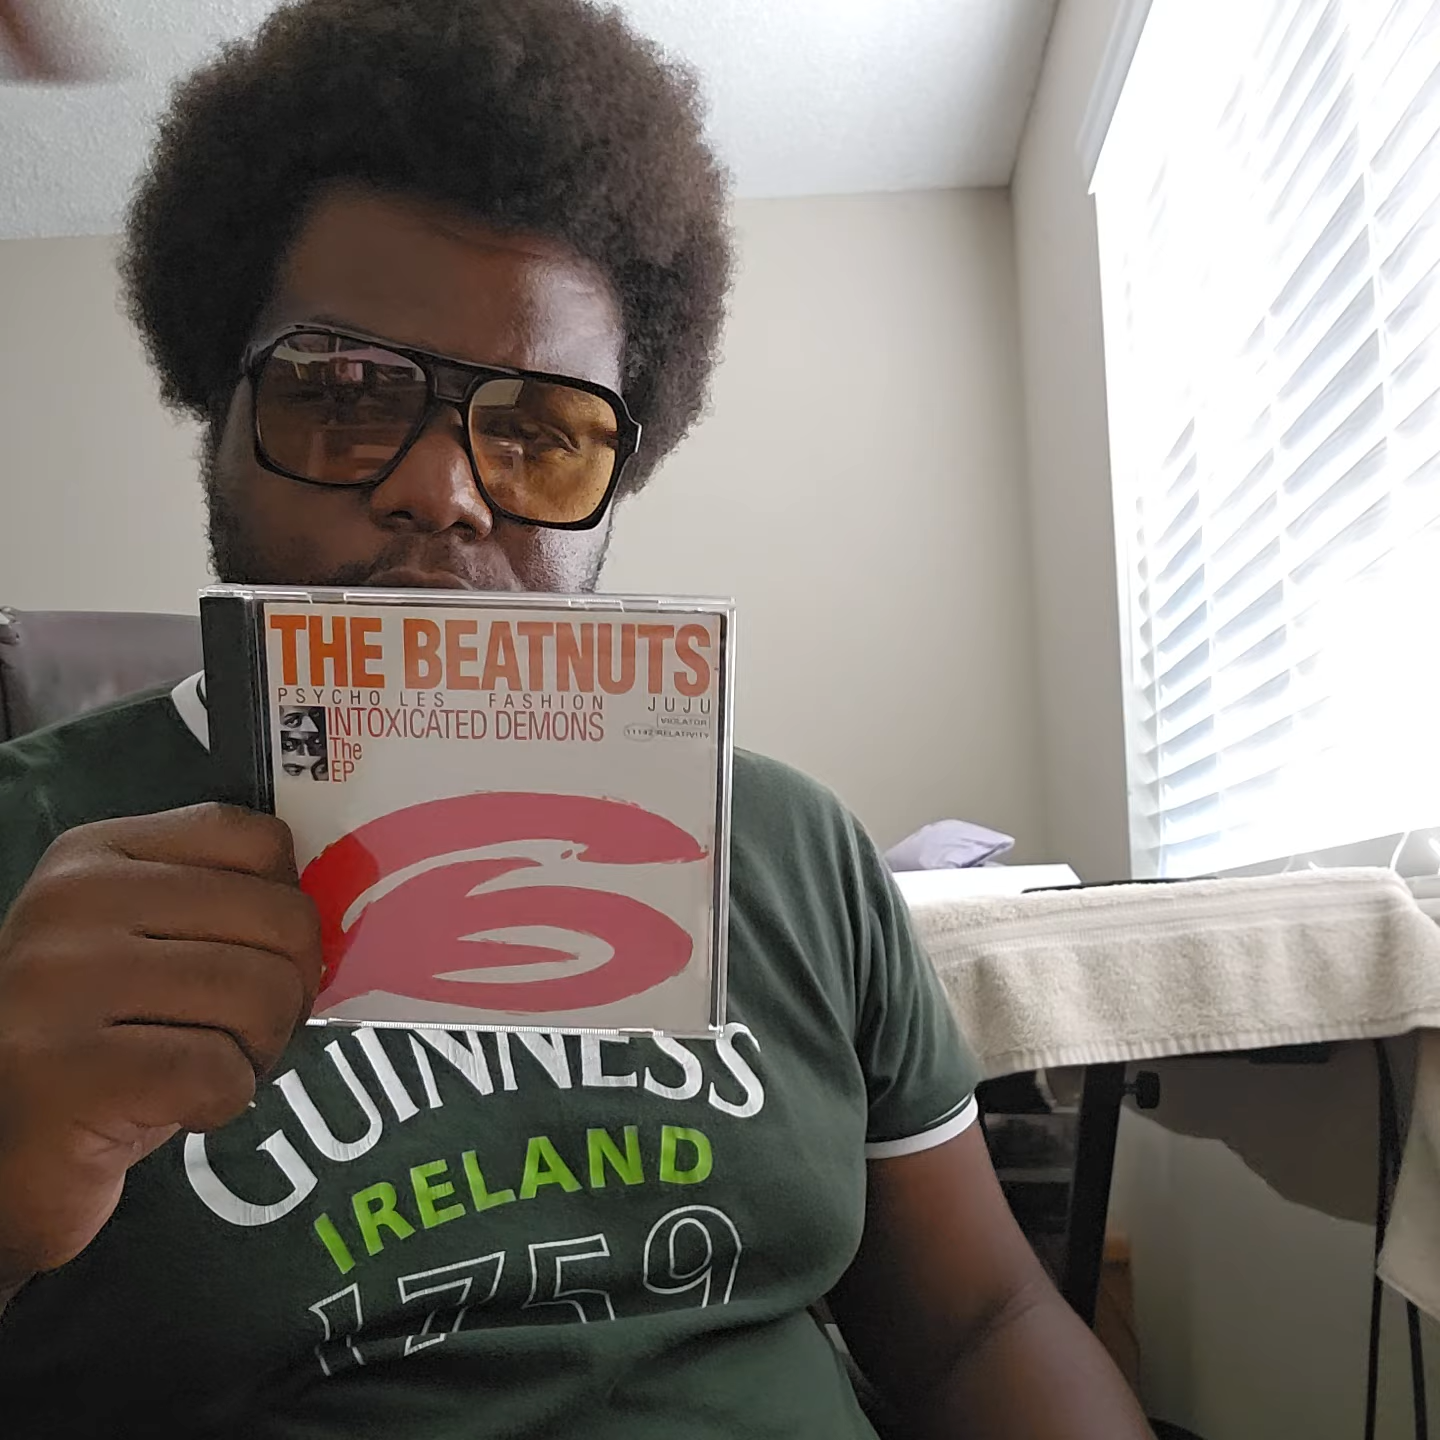 THE BEATNUTS
PSYCHO LES FASHION JUJU
INTOXICATED DEMONS
The
EP
VIOLATOR
RELATIVITY
GUINNESS
IRELAND
1759